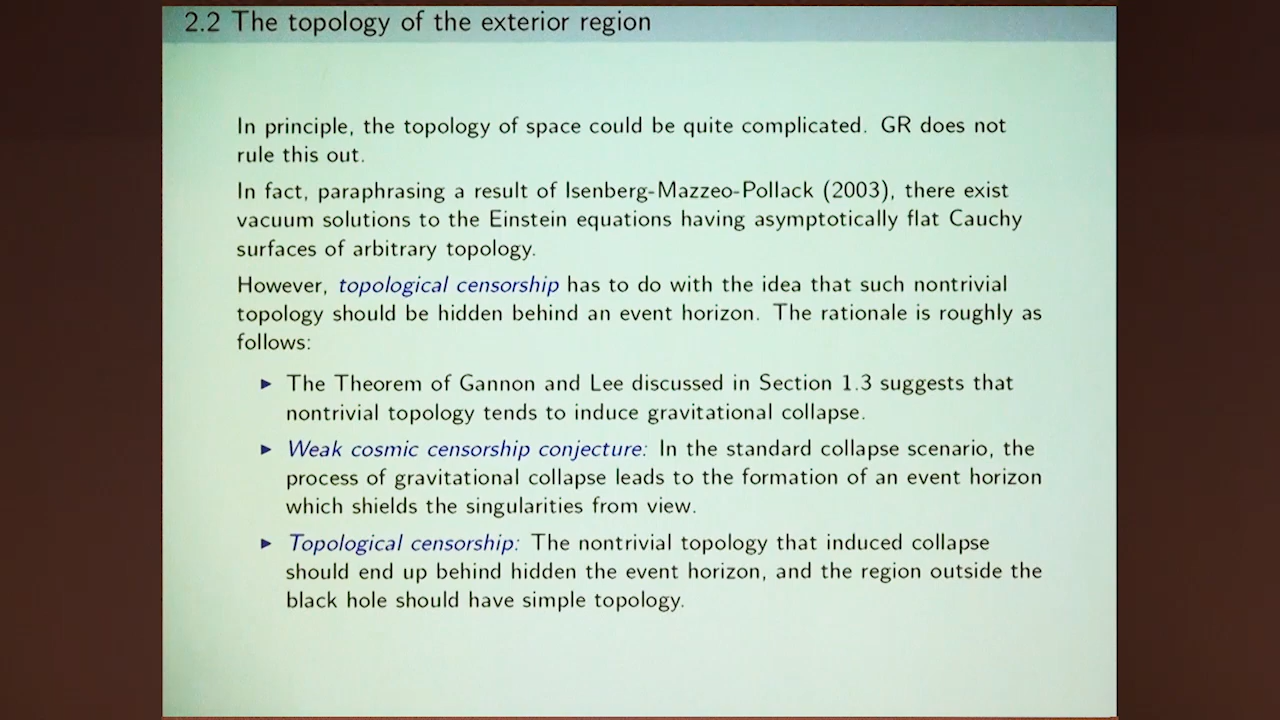 2.2 The topology of the exterior region
In principle, the topology of space could be quite complicated. GR does not
rule this out.
In fact, paraphrasing a result of Isenberg-Mazzeo-Pollack (2003), there exist
vacuum solutions to the Einstein equations having asymptotically flat Cauchy
surfaces of arbitrary topology.
However, topological censorship has to do with the idea that such nontrivial
topology should be hidden behind an event horizon. The rationale is roughly as
follows:
▶ The Theorem of Gannon and Lee discussed in Section 1.3 suggests that
nontrivial topology tends to induce gravitational collapse.
▶ Weak cosmic censorship conjecture: In the standard collapse scenario, the
process of gravitational collapse leads to the formation of an event horizon
which shields the singularities from view.
▶ Topological censorship: The nontrivial topology that induced collapse
should end up behind hidden the event horizon, and the region outside the
black hole should have simple topology.